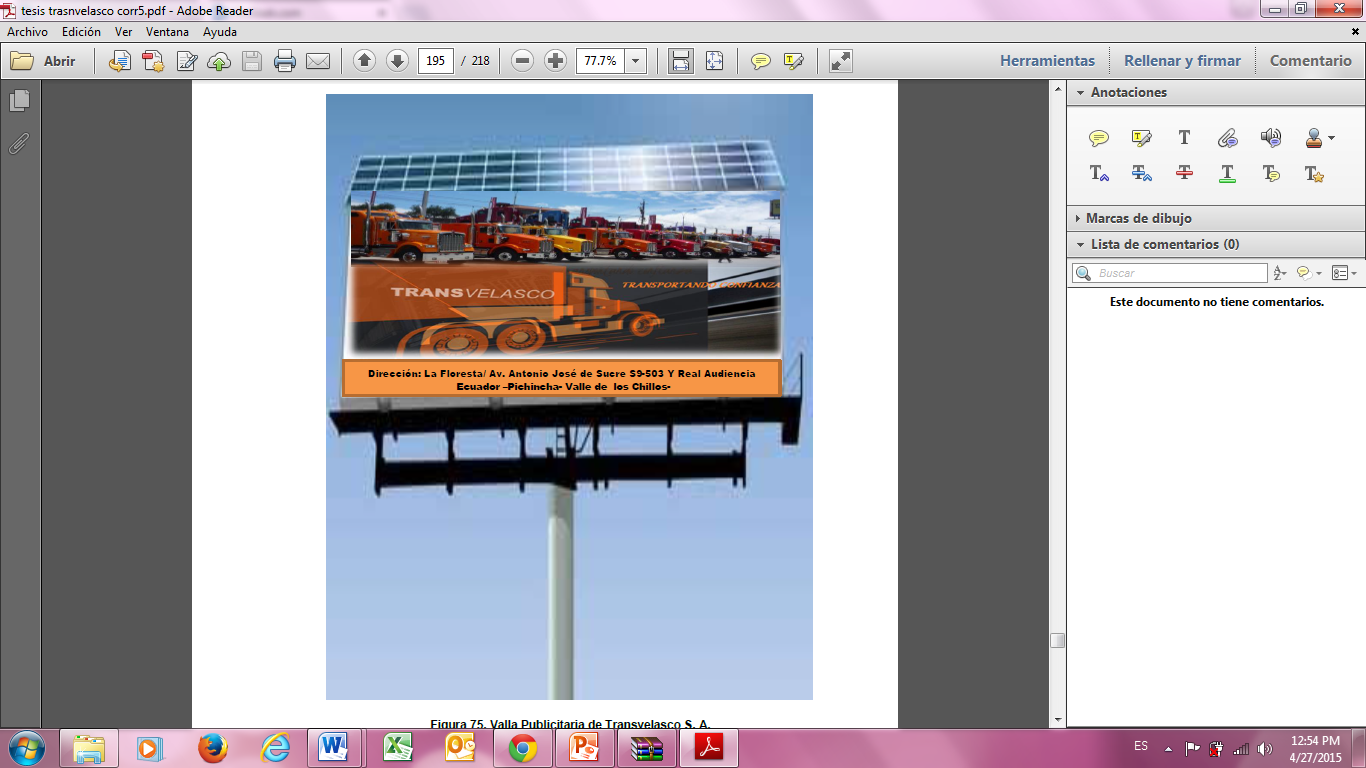 tesis trasnvelasco corr5.pdf - Adobe Reader
Archivo Edición Ver Ventana Ayuda
Abrir 195 / 218 77.7% Herramientas Rellenar y firmar Comentario
Anotaciones
Marcas de dibujo
Lista de comentarios (0)
Buscar
Este documento no tiene comentarios.
TRANSPORTANDO CONFIANZA
TRANSVELASCO
Dirección: La Floresta/ Av. Antonio José de Sucre S9-503 Y Real Audiencia
Ecuador –Pichincha- Valle de los Chillos-
Figura 75. Valla Publicitaria de Transvelasco S. A.
ES 12:54 PM
4/27/2015